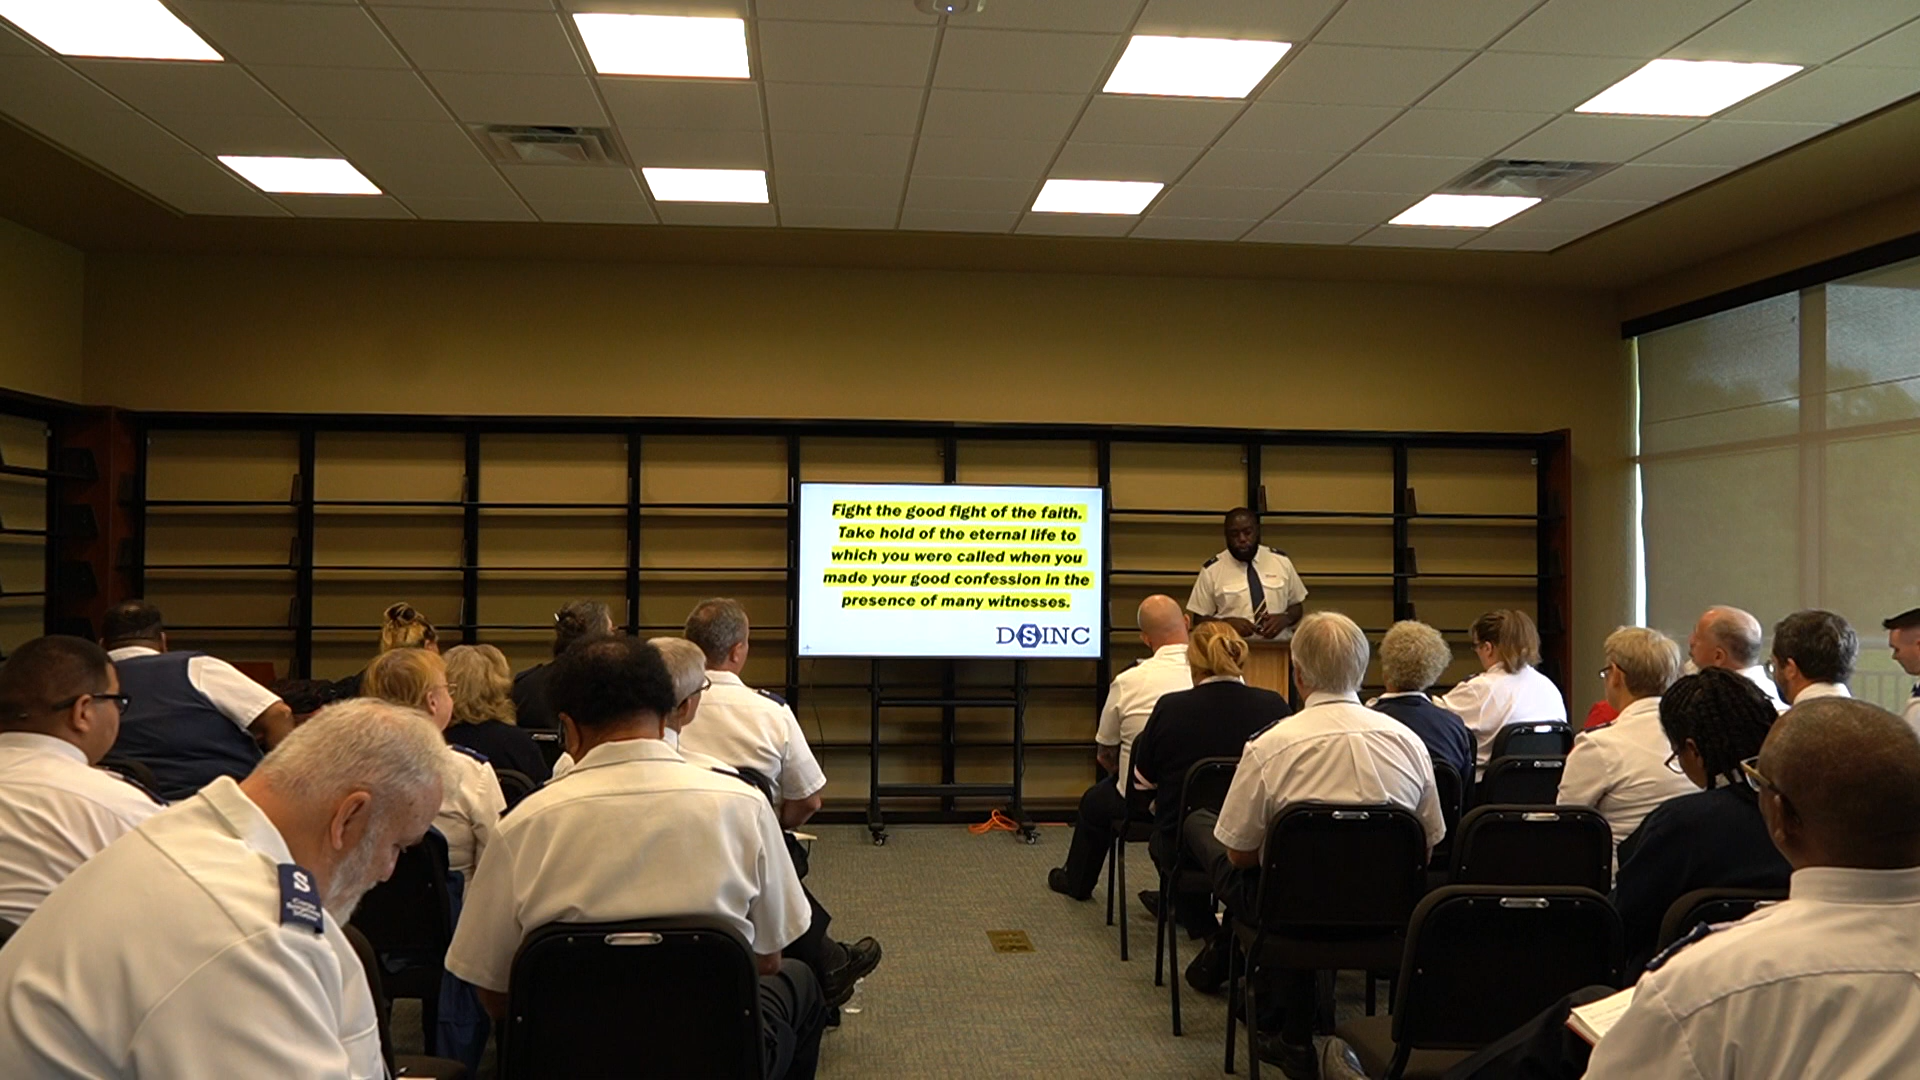 Fight the good fight of the faith.
Take hold of the eternal life to
which you were called when you
made your good confession in the
presence of many witnesses.
DSINC
S